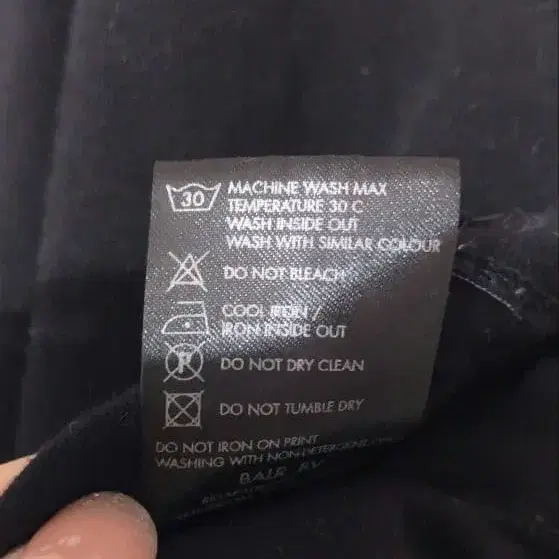 30
MACHINE WASH MAX
TEMPERATURE 30 C
WASH INSIDE OUT
WASH WITH SIMILAR COLOUR
DO NOT BLEACH
COOL IRON /
IRON INSIDE OUT
P
DO NOT DRY CLEAN
DO NOT TUMBLE DRY
DO NOT IRON ON PRINT
WASHING WITH NON-DETERGENT
BALR. BV